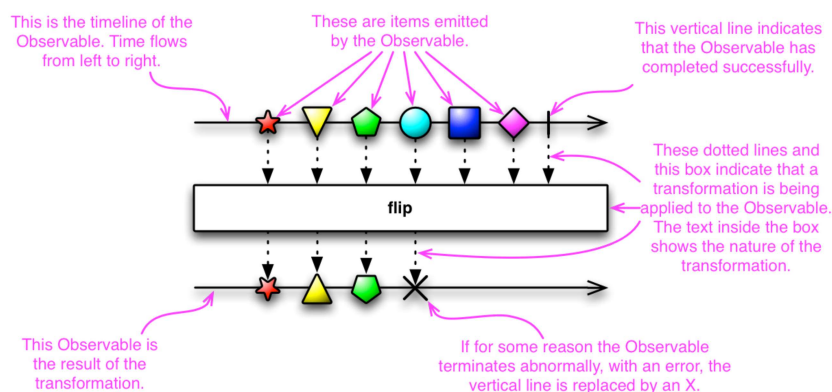 This is the timeline of the
Observable. Time flows
from left to right.
These are items emitted
by the Observable.
This vertical line indicates
that the Observable has
completed successfully.
These dotted lines and
this box indicate that a
transformation is being
applied to the Observable.
The text inside the box
shows the nature of the
transformation.
flip
This Observable is
the result of the
transformation.
If for some reason the Observable
terminates abnormally, with an error, the
vertical line is replaced by an X.